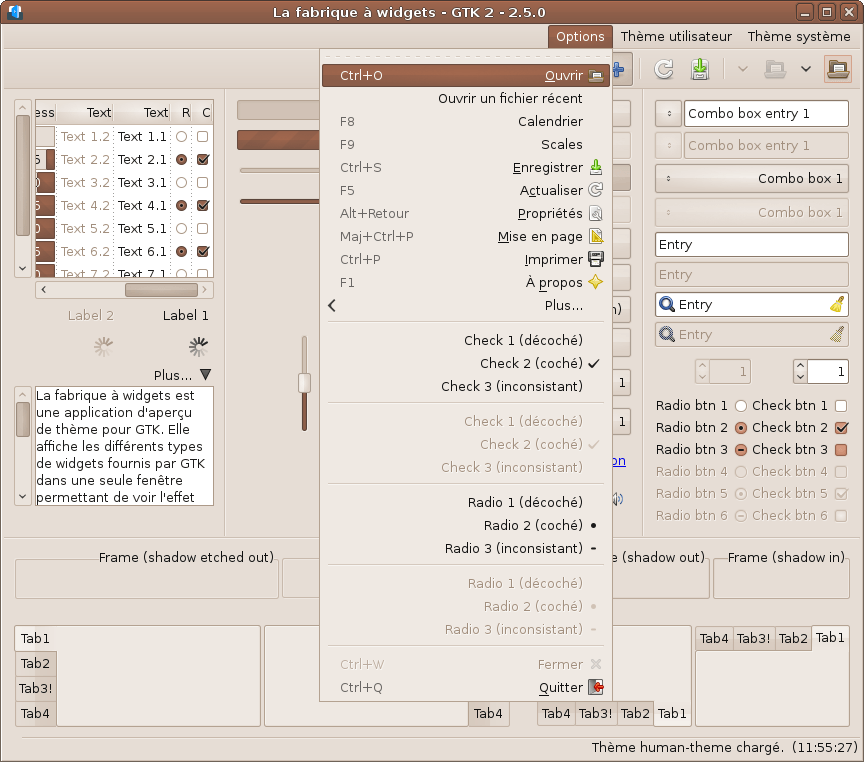 La fabrique à widgets - GTK 2 - 2.5.0
Options Thème utilisateur Thème système
Ctrl+O Ouvrir
Ouvrir un fichier récent
F8 Calendrier
F9 Scales
Ctrl+S Enregistrer
F5 Actualiser
Alt+Retour Propriétés
Maj+Ctrl+P Mise en page
Ctrl+P Imprimer
F1 À propos
Plus...
Check 1 (décoché)
Check 2 (coché)
Check 3 (inconsistant)
Check 1 (décoché)
Check 2 (coché)
Check 3 (inconsistant)
Radio 1 (décoché)
Radio 2 (coché)
Radio 3 (inconsistant)
Radio 1 (décoché)
Radio 2 (coché)
Radio 3 (inconsistant)
Ctrl+W Fermer
Ctrl+Q Quitter
ess Text Text R C
Text 1.2 Text 1.1
Text 2.2 Text 2.1
Text 3.2 Text 3.1
Text 4.2 Text 4.1
Text 5.2 Text 5.1
Text 6.2 Text 6.1
Text 7.2 Text 7.1
Label 2 Label 1
Plus...
La fabrique à widgets est
une application d'aperçu
de thème pour GTK. Elle
affiche les différents types
de widgets fournis par GTK
dans une seule fenêtre
permettant de voir l'effet
1
1
on
Combo box entry 1
Combo box entry 1
Combo box 1
Combo box 1
Entry
Entry
Entry
Entry
1 1
Radio btn 1 Check btn 1
Radio btn 2 Check btn 2
Radio btn 3 Check btn 3
Radio btn 4 Check btn 4
Radio btn 5 Check btn 5
Radio btn 6 Check btn 6
Frame (shadow etched out) e (shadow out) Frame (shadow in)
Tab1
Tab2
Tab3!
Tab4
Tab4
Tab4 Tab3! Tab2 Tab1
Tab4 Tab3! Tab2 Tab1
Thème human-theme chargé. (11:55:27)